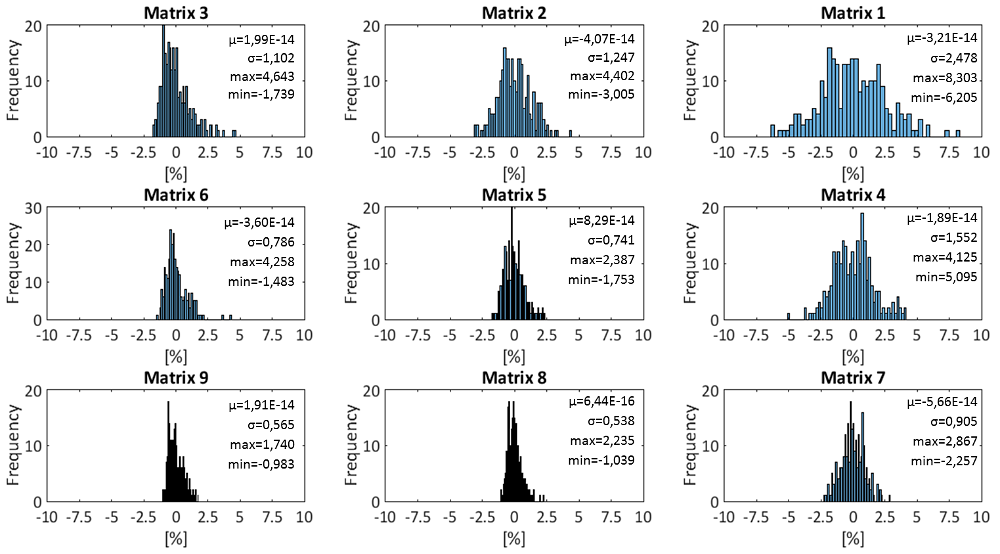 Matrix 3
20
10
0
Frequency
μ=1,99E-14
σ=1,102
max=4,643
min=-1,739
-10 -7.5 -5 -2.5 0 2.5 5 7.5 10
[%]
Matrix 2
20
10
0
Frequency
μ=-4,07E-14
σ=1,247
max=4,402
min=-3,005
-10 -7.5 -5 -2.5 0 2.5 5 7.5 10
[%]
Matrix 1
20
10
0
Frequency
μ=-3,21E-14
σ=2,478
max=8,303
min=-6,205
-10 -7.5 -5 -2.5 0 2.5 5 7.5 10
[%]
Matrix 6
30
20
10
0
Frequency
μ=-3,60E-14
σ=0,786
max=4,258
min=-1,483
-10 -7.5 -5 -2.5 0 2.5 5 7.5 10
[%]
Matrix 5
20
10
0
Frequency
μ=8,29E-14
σ=0,741
max=2,387
min=-1,753
-10 -7.5 -5 -2.5 0 2.5 5 7.5 10
[%]
Matrix 4
20
10
0
Frequency
μ=-1,89E-14
σ=1,552
max=4,125
min=5,095
-10 -7.5 -5 -2.5 0 2.5 5 7.5 10
[%]
Matrix 9
20
10
0
Frequency
μ=1,91E-14
σ=0,565
max=1,740
min=-0,983
-10 -7.5 -5 -2.5 0 2.5 5 7.5 10
[%]
Matrix 8
20
10
0
Frequency
μ=6,44E-16
σ=0,538
max=2,235
min=-1,039
-10 -7.5 -5 -2.5 0 2.5 5 7.5 10
[%]
Matrix 7
20
10
0
Frequency
μ=-5,66E-14
σ=0,905
max=2,867
min=-2,257
-10 -7.5 -5 -2.5 0 2.5 5 7.5 10
[%]